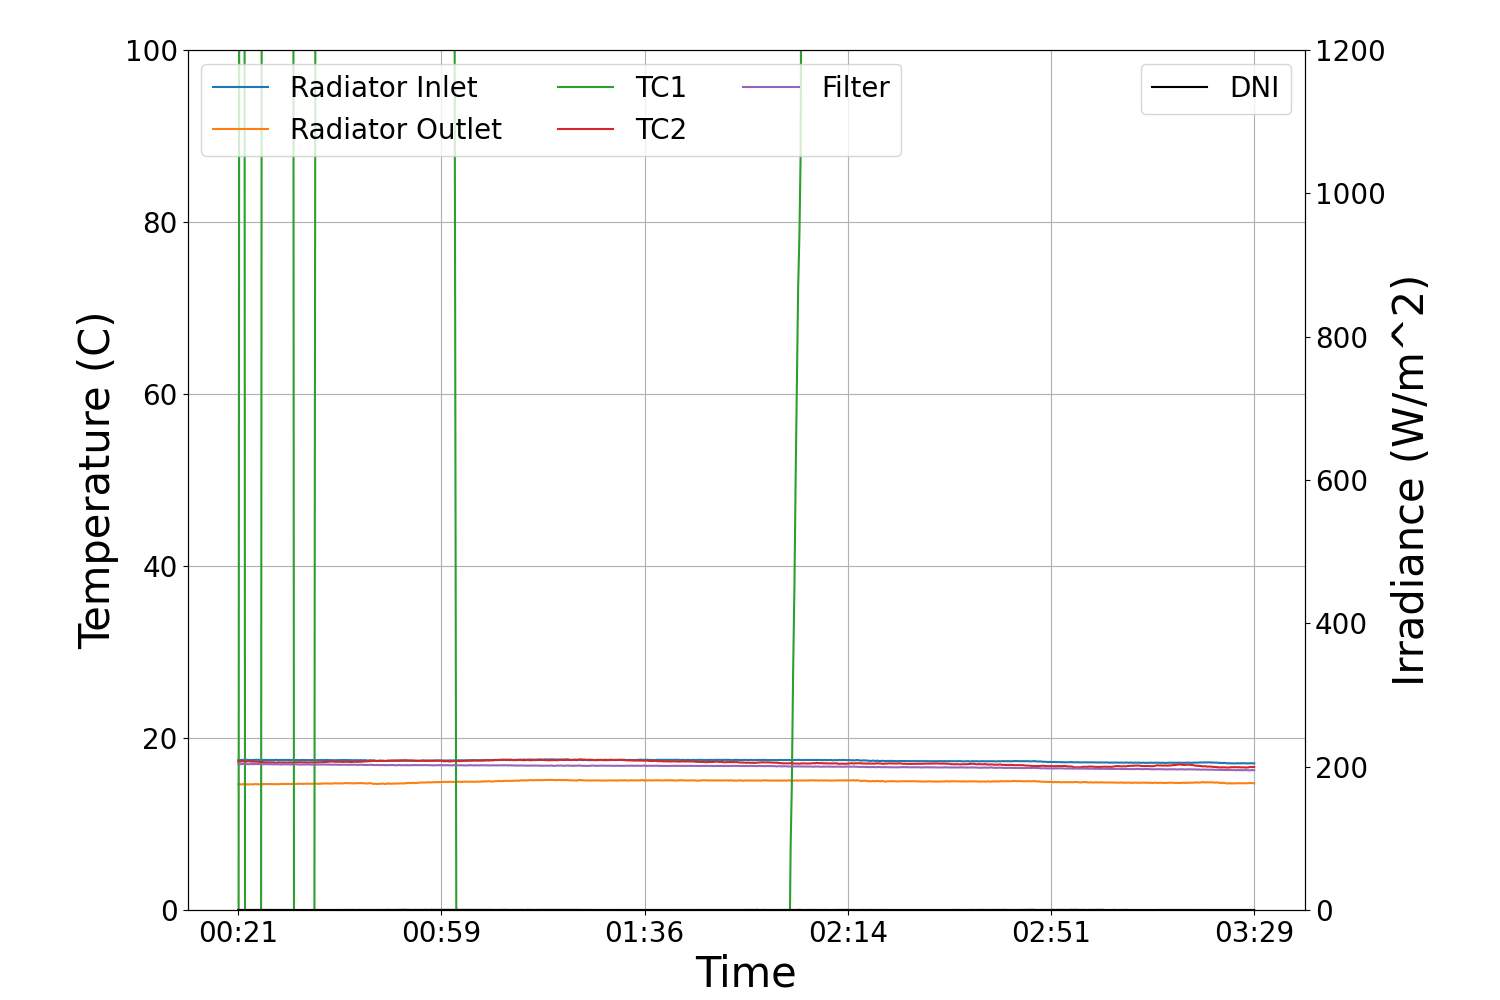 100
80
60
40
20
0
Temperature (C)
Radiator Inlet
Radiator Outlet
TC1
TC2
Filter
DNI
1200
1000
800
600
400
200
0
Irradiance (W/m^2)
00:21 00:59 01:36 02:14 02:51 03:29
Time